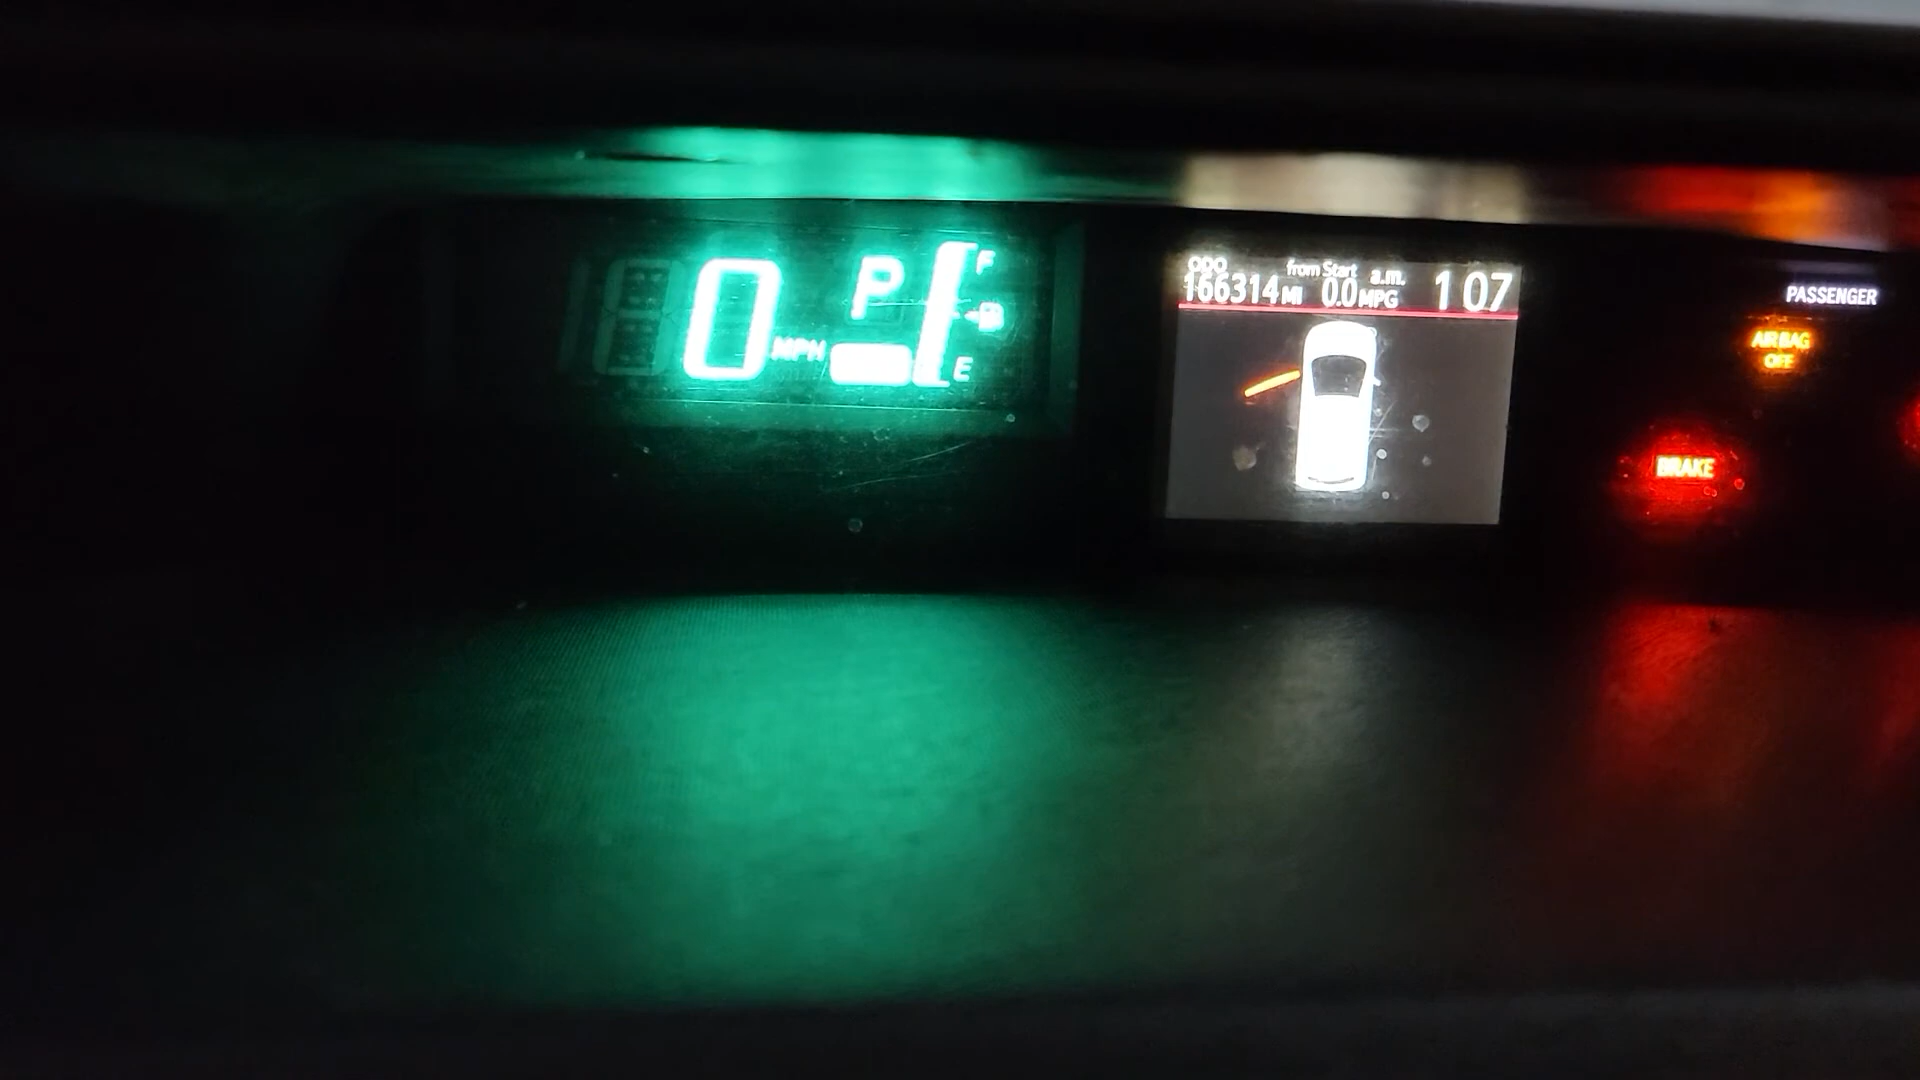 0 MPH
P
F
E
ODO from Start a.m.
166314 MI 0.0 MPG 1 07
PASSENGER
AIR BAG
OFF
BRAKE